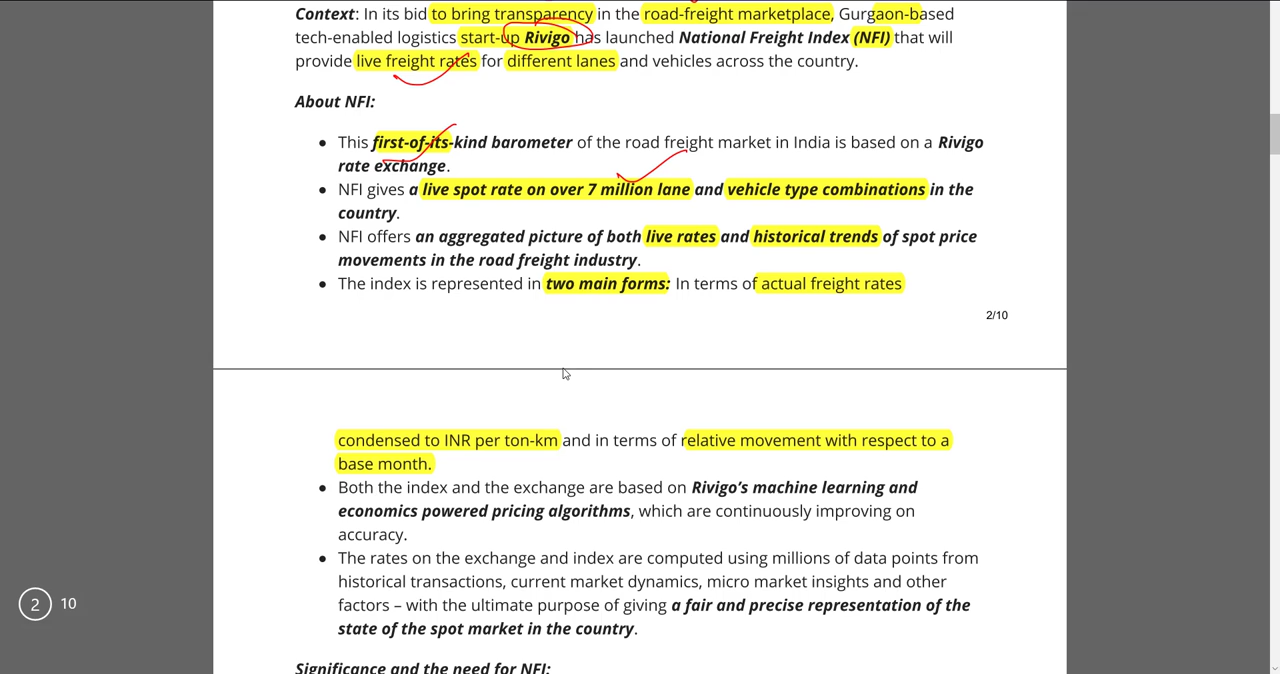 Context: In its bid to bring transparency in the road-freight marketplace, Gurgaon-based
tech-enabled logistics start-up Rivigo has launched National Freight Index (NFI) that will
provide live freight rates for different lanes and vehicles across the country.
About NFI:
• This first-of-its-kind barometer of the road freight market in India is based on a Rivigo
rate exchange.
• NFI gives a live spot rate on over 7 million lane and vehicle type combinations in the
country.
• NFI offers an aggregated picture of both live rates and historical trends of spot price
movements in the road freight industry.
• The index is represented in two main forms: In terms of actual freight rates
2/10
condensed to INR per ton-km and in terms of relative movement with respect to a
base month.
• Both the index and the exchange are based on Rivigo’s machine learning and
economics powered pricing algorithms, which are continuously improving on
accuracy.
• The rates on the exchange and index are computed using millions of data points from
historical transactions, current market dynamics, micro market insights and other
factors – with the ultimate purpose of giving a fair and precise representation of the
state of the spot market in the country.
2 10
Significance and the need for NFI: